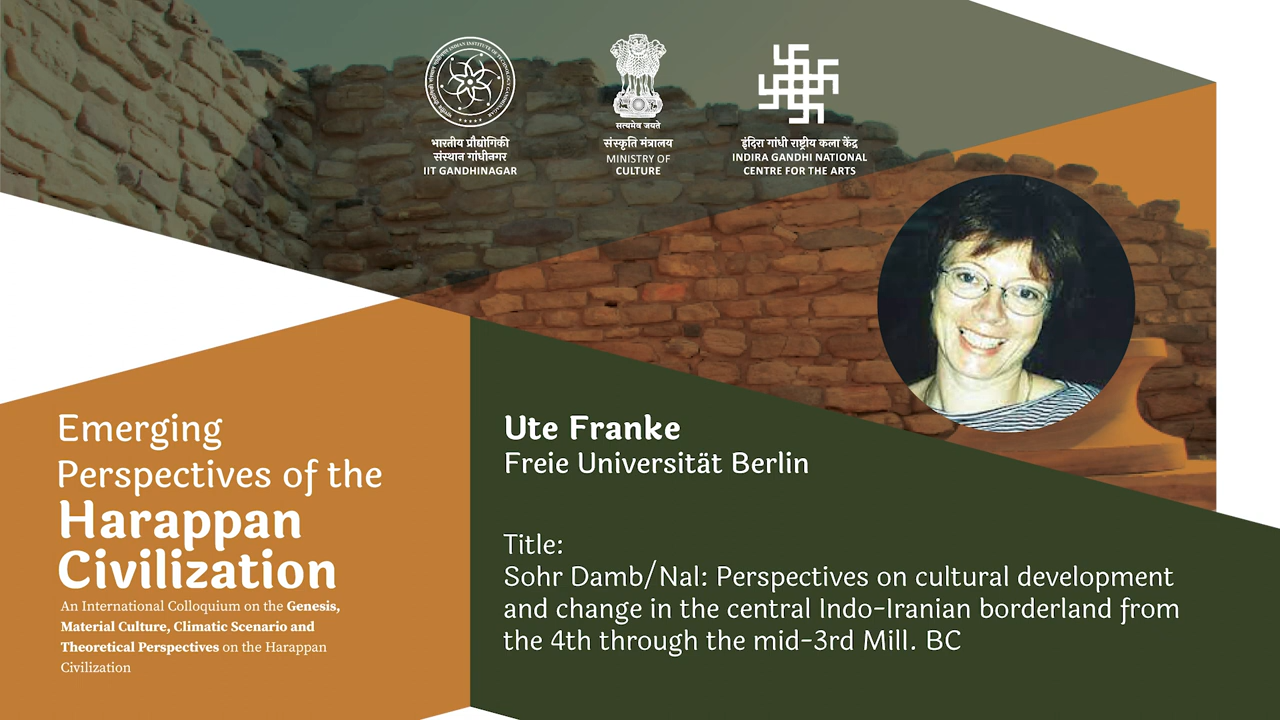 भारतीय प्रौद्योगिकी
संस्थान गांधीनगर
IIT GANDHINAGAR
सत्यमेव जयते
संस्कृति मंत्रालय
MINISTRY OF
CULTURE
इंदिरा गांधी राष्ट्रीय कला केंद्र
INDIRA GANDHI NATIONAL
CENTRE FOR THE ARTS
Emerging
Perspectives of the
Harappan
Civilization
An International Colloquium on the Genesis,
Material Culture, Climatic Scenario and
Theoretical Perspectives on the Harappan
Civilization
Ute Franke
Freie Universität Berlin
Title:
Sohr Damb/Nal: Perspectives on cultural development
and change in the central Indo-Iranian borderland from
the 4th through the mid-3rd Mill. BC